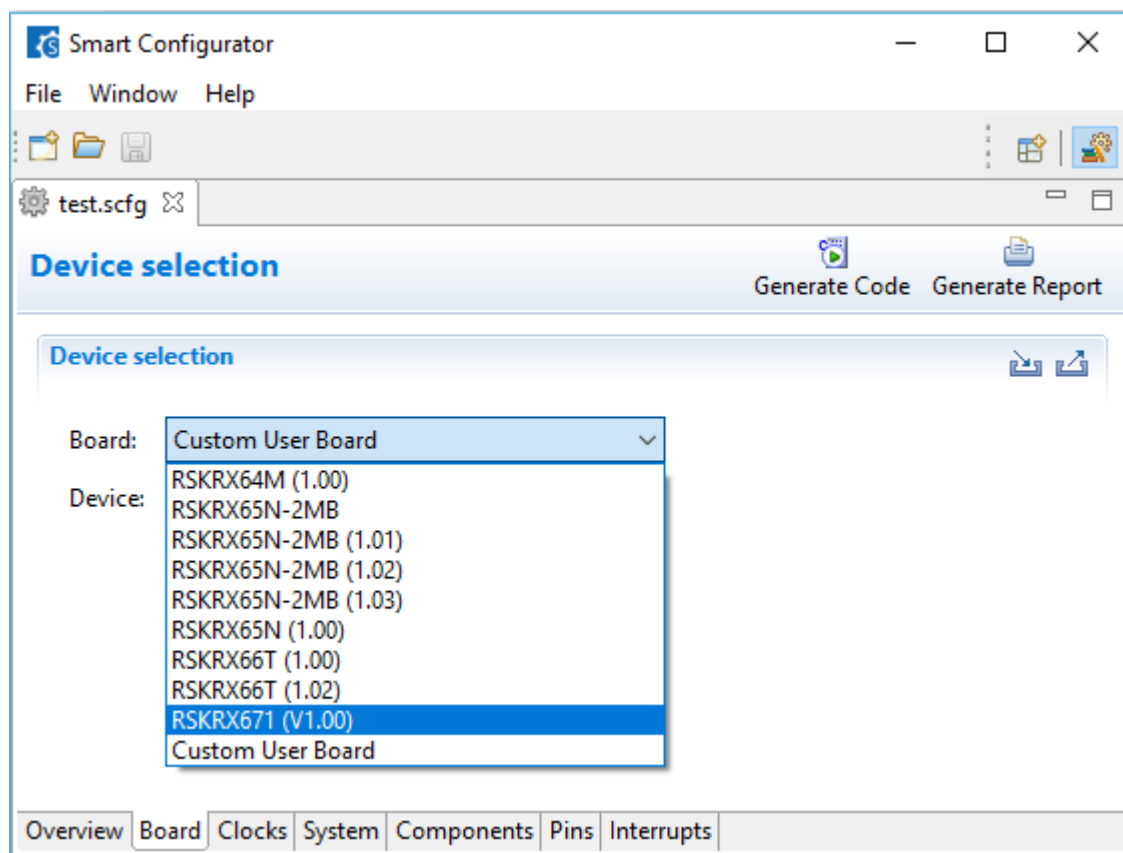 Smart Configurator
File Window Help
test.scfg
Device selection
Generate Code Generate Report
Device selection
Board: Custom User Board
Device:
RSKRX64M (1.00)
RSKRX65N-2MB
RSKRX65N-2MB (1.01)
RSKRX65N-2MB (1.02)
RSKRX65N-2MB (1.03)
RSKRX65N (1.00)
RSKRX66T (1.00)
RSKRX66T (1.02)
RSKRX671 (V1.00)
Custom User Board
Overview Board Clocks System Components Pins Interrupts